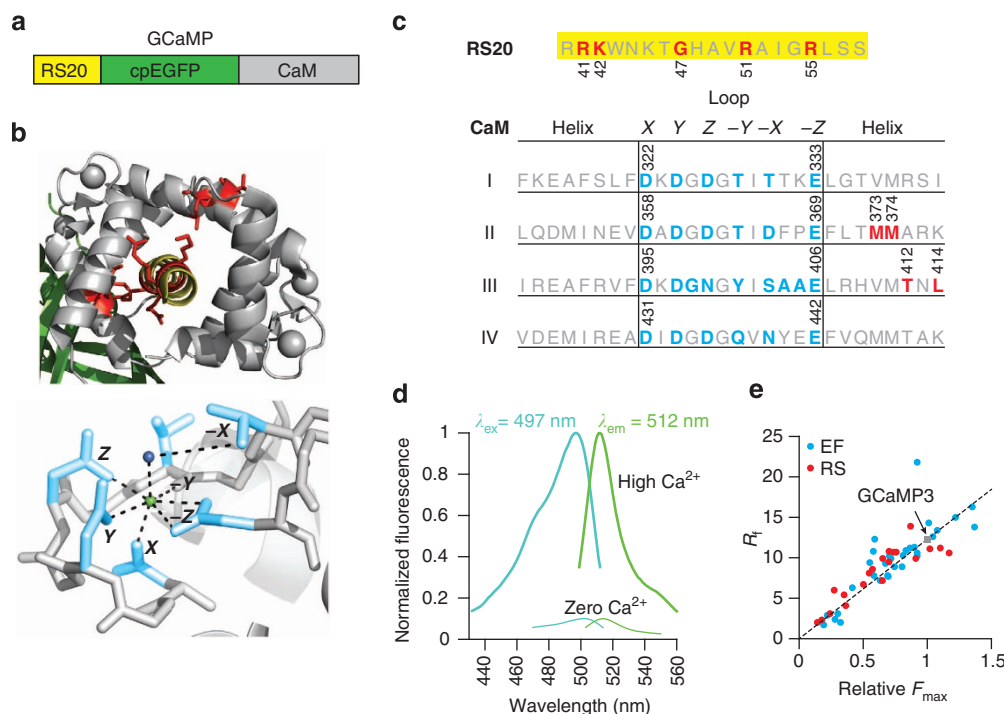 a
GCaMP
RS20 cpEGFP CaM
b
Z
Y
X
–X
–Y
–Z
c
RS20 RRKWNKTGHAVRAIGRLSS
41 42 47 51 55
Loop
CaM Helix X Y Z –Y –X –Z Helix
322 333
I FKEAFSLFDKDGDGTITTKELGTVMRSI
358 369 373 374
II LQDMINEVDADGDGTIDFPEFLTMMARK
395 406 412 414
III IREAFRVFDKDGNGYISAAELRHVMTNL
431 442
IV VDEMIREADIDGDGQVNYEEFVQMMTAK
d
λex= 497 nm λem= 512 nm
Normalized fluorescence
1
0.8
0.6
0.4
0.2
0
High Ca2+
Zero Ca2+
440 460 480 500 520 540 560
Wavelength (nm)
e
Rf
25
20
15
10
5
0
EF
RS
GCaMP3
0 0.5 1 1.5
Relative Fmax